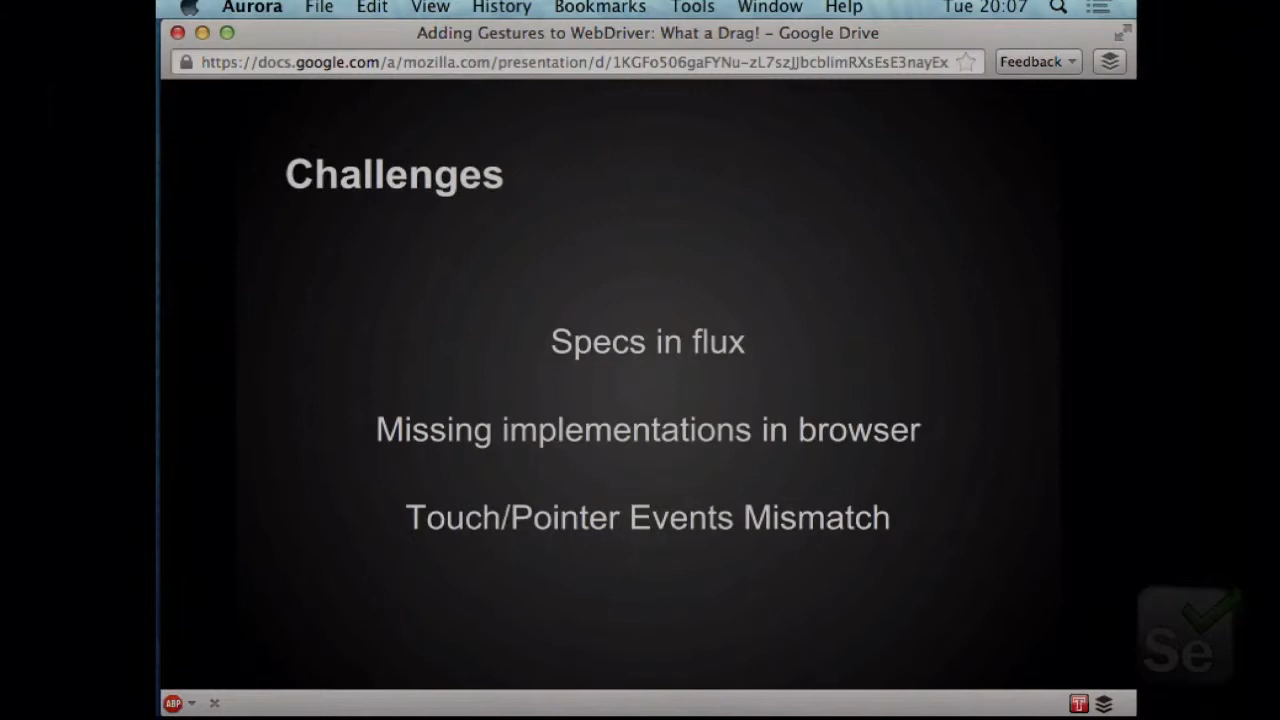 Aurora File Edit View History Bookmarks Tools Window Help Tue 20:07
Adding Gestures to WebDriver: What a Drag! – Google Drive
https://docs.google.com/a/mozilla.com/presentation/d/1KGFo506gaFYNu-zL7szJJbcblimRXsEsE3nayEx Feedback
Challenges
Specs in flux
Missing implementations in browser
Touch/Pointer Events Mismatch
Se
ABP
T